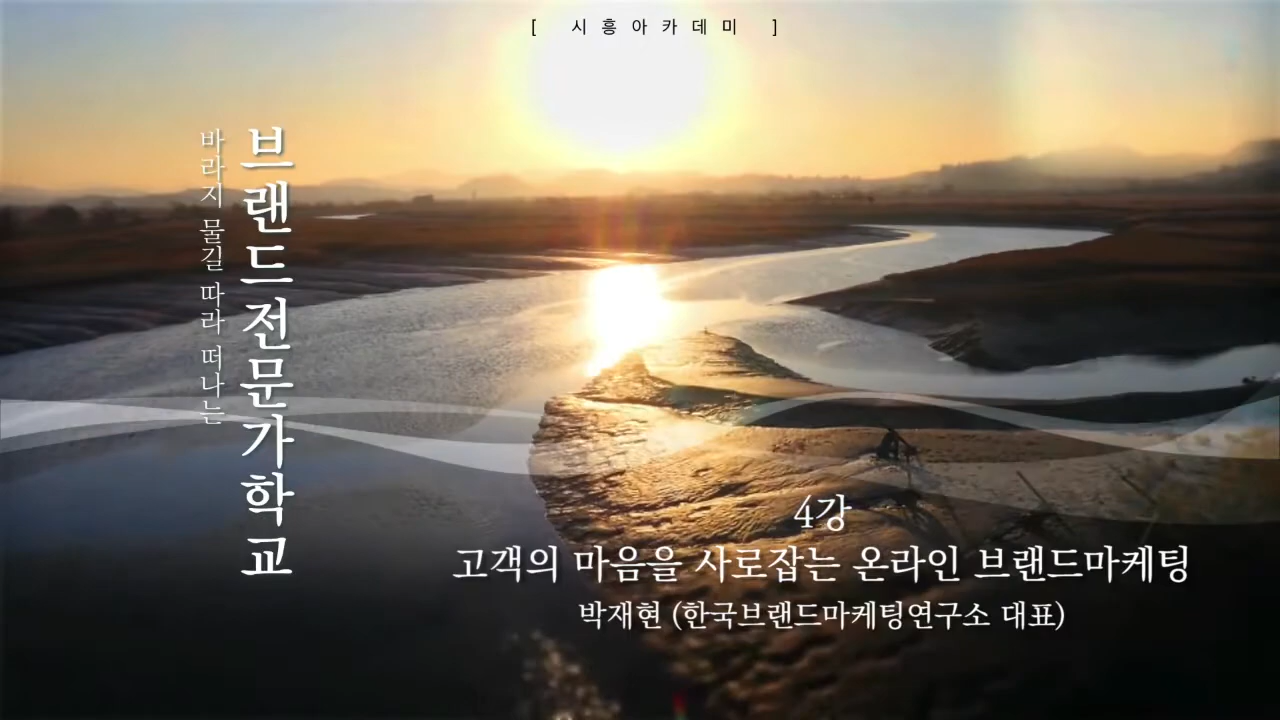 [ 시흥아카데미 ]
바라지 물길 따라 떠나는
브랜드전문가학교
4강
고객의 마음을 사로잡는 온라인 브랜드마케팅
박재현 (한국브랜드마케팅연구소 대표)